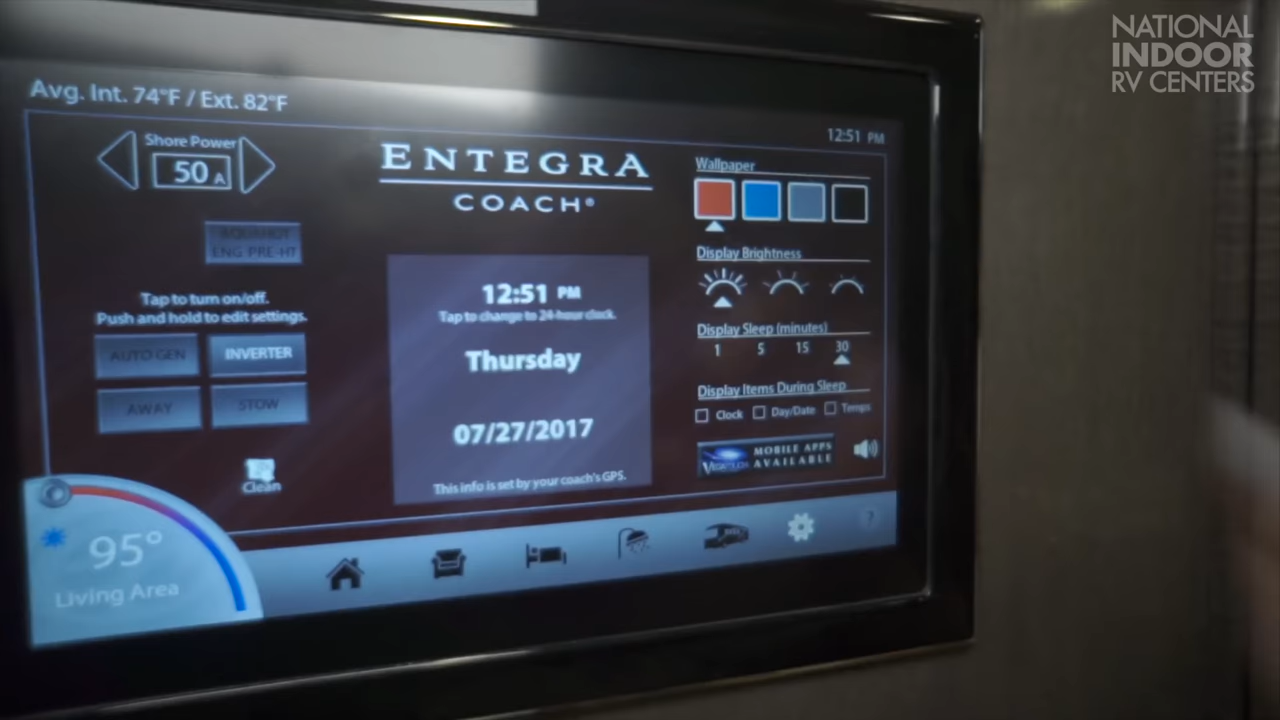 NATIONAL
INDOOR
RV CENTERS
Avg. Int. 74°F / Ext. 82°F
12:51 PM
Shore Power
50 A
ENG PRE-HT
Tap to turn on/off.
Push and hold to edit settings.
AUTO GEN
INVERTER
AWAY
STOW
Clean
ENTEGRA
COACH®
12:51 PM
Tap to change to 24-hour clock.
Thursday
07/27/2017
This info is set by your coach's GPS.
Wallpaper
Display Brightness
Display Sleep (minutes)
1 5 15 30
Display Items During Sleep
Clock Day/Date Temps
MOBILE APPS
AVAILABLE
95°
Living Area
?